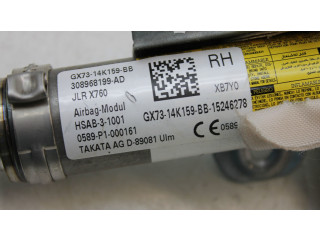 GX73-14K159-BB
308968199-AD
JLR X760
Airbag-Modul
HSAB-3-1001
0589-P1-000161
TAKATA AG D-89081 Ulm
RH
XB7Y0
GX73-14K159-BB-15246278
CE0589